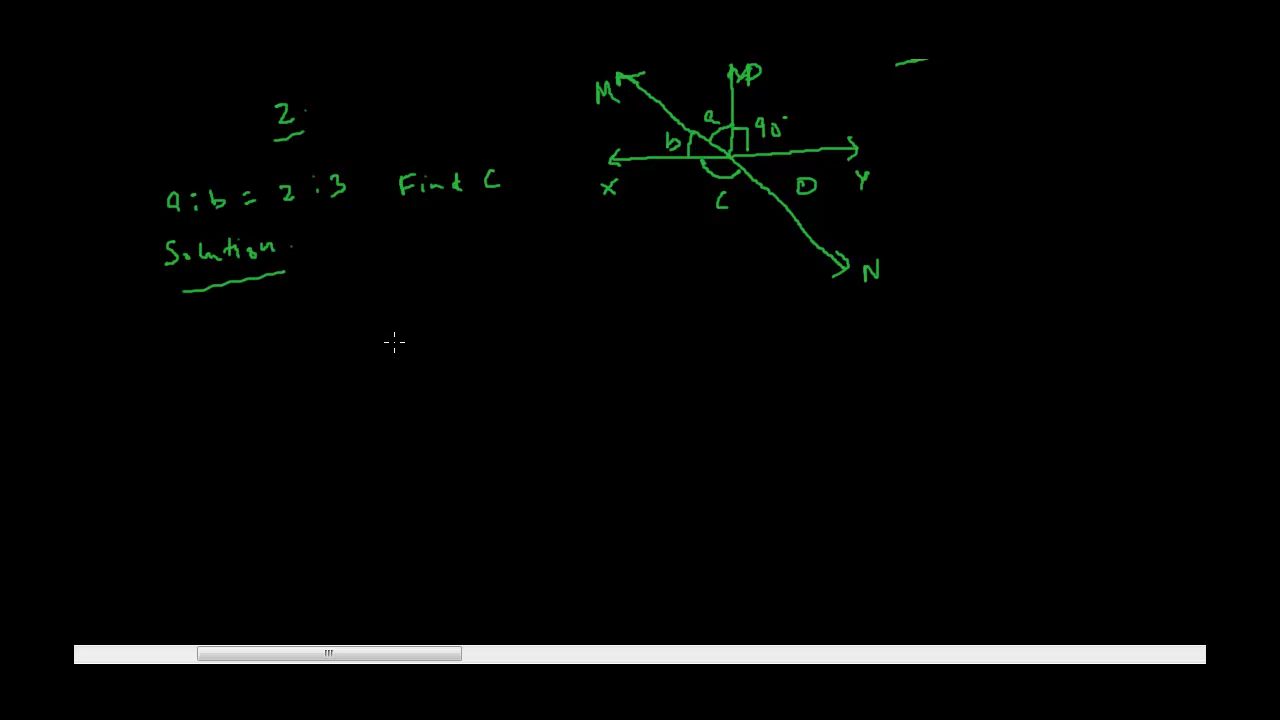 2.
a : b = 2 : 3 Find C
Solution.
M
P
a
90°
b
X
Y
O
C
N